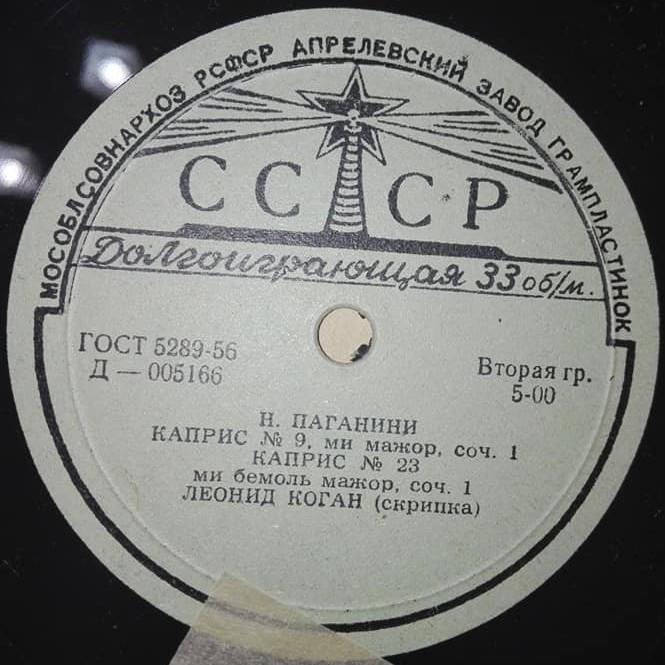 МОСОБЛСОВНАРХОЗ РСФСР АПРЕЛЕВСКИЙ ЗАВОД ГРАМПЛАСТИНОК
СССР
Долгоиграющая 33 об/м.
ГОСТ 5289-56
Д — 005166
Вторая гр.
5-00
Н. ПАГАНИНИ
КАПРИС № 9, ми мажор, соч. 1
КАПРИС № 23
ми бемоль мажор, соч. 1
ЛЕОНИД КОГАН (скрипка)